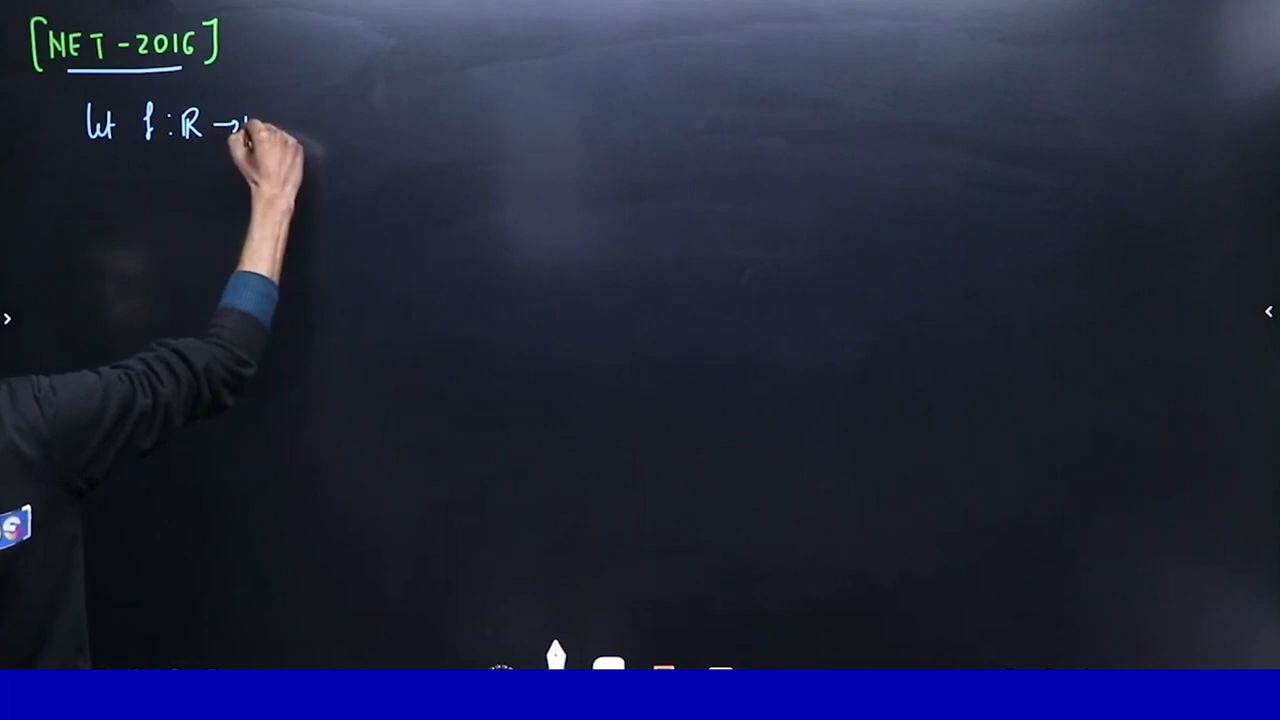 [NET-2016]
let f : ℝ →